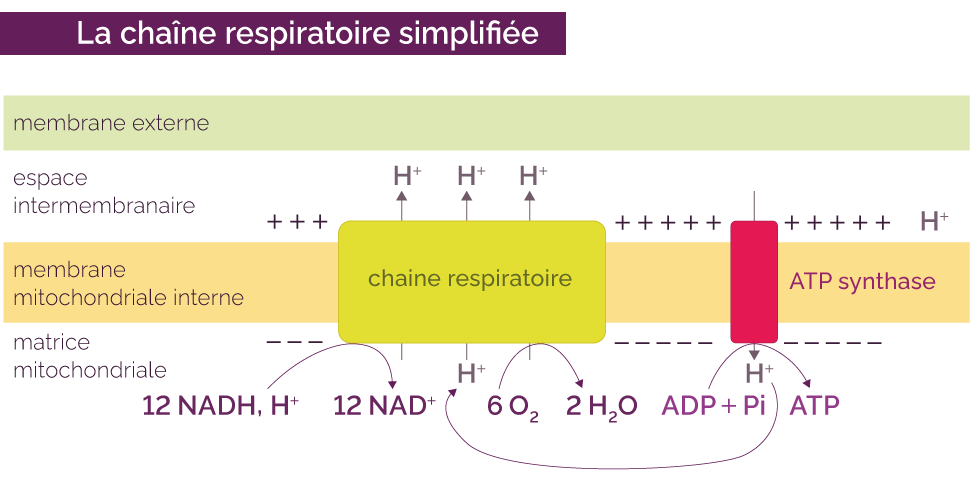 La chaîne respiratoire simplifiée
membrane externe
espace
intermembranaire
H⁺ H⁺ H⁺
+ + + + + + + + + + + + + H⁺
membrane
mitochondriale interne
chaine respiratoire
ATP synthase
matrice
mitochondriale
– – – – – – – – – – – – –
H⁺ H⁺
12 NADH, H⁺ 12 NAD⁺ 6 O₂ 2 H₂O ADP + Pi ATP